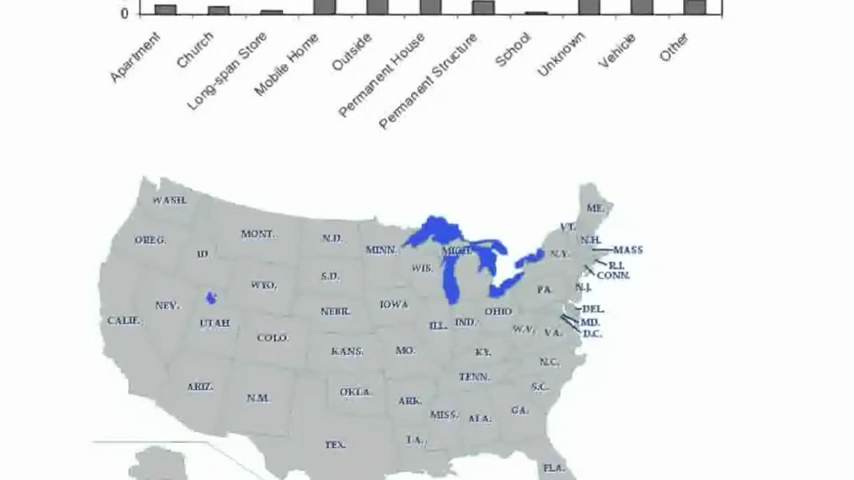 0
Apartment
Church
Long-span Store
Mobile Home
Outside
Permanent House
Permanent Structure
School
Unknown
Vehicle
Other
WASH.
ME.
VT.
N.H.
MONT.
N.D.
OREG.
MINN.
MICH.
MASS
ID.
N.Y.
WIS.
R.I.
CONN.
S.D.
WYO.
PA.
N.J.
NEV.
IOWA
NEBR.
OHIO
DEL.
CALIF.
UTAH
ILL.
IND.
MD.
W.V.
VA.
D.C.
COLO.
KANS.
MO.
KY.
N.C.
TENN.
ARIZ.
S.C.
OKLA.
N.M.
ARK.
GA.
MISS.
ALA.
TEX.
LA.
FLA.